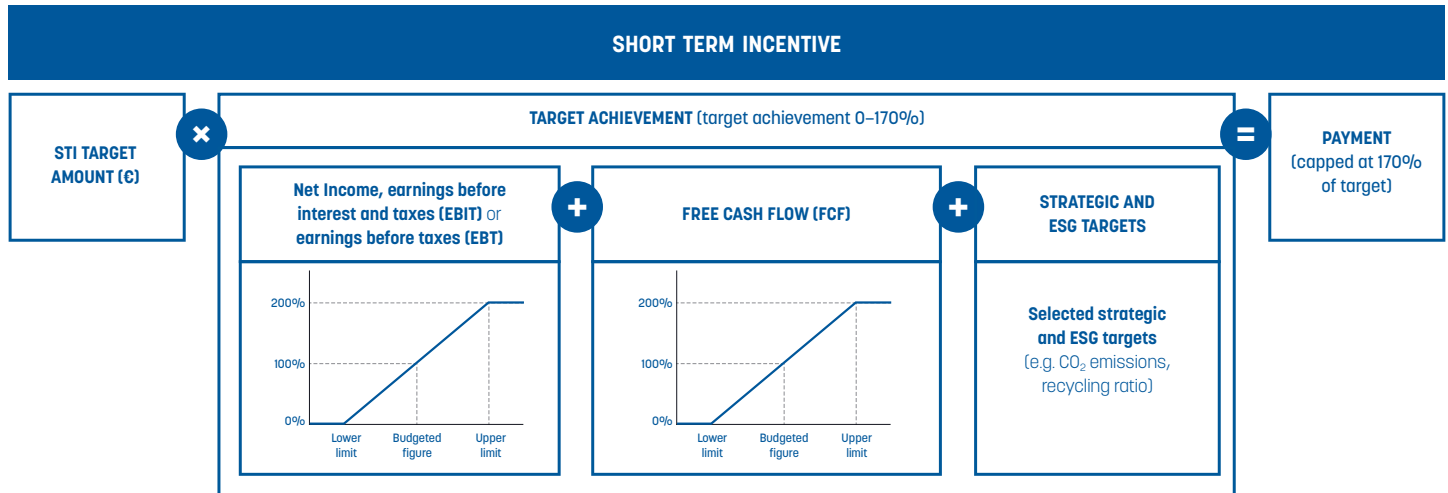 SHORT TERM INCENTIVE
STI TARGET
AMOUNT (€)
×
TARGET ACHIEVEMENT (target achievement 0–170%)
=
PAYMENT
(capped at 170%
of target)
Net Income, earnings before
interest and taxes (EBIT) or
earnings before taxes (EBT)
+
FREE CASH FLOW (FCF)
+
STRATEGIC AND
ESG TARGETS
200%
100%
0%
Lower
limit
Budgeted
figure
Upper
limit
200%
100%
0%
Lower
limit
Budgeted
figure
Upper
limit
Selected strategic
and ESG targets
(e.g. CO₂ emissions,
recycling ratio)